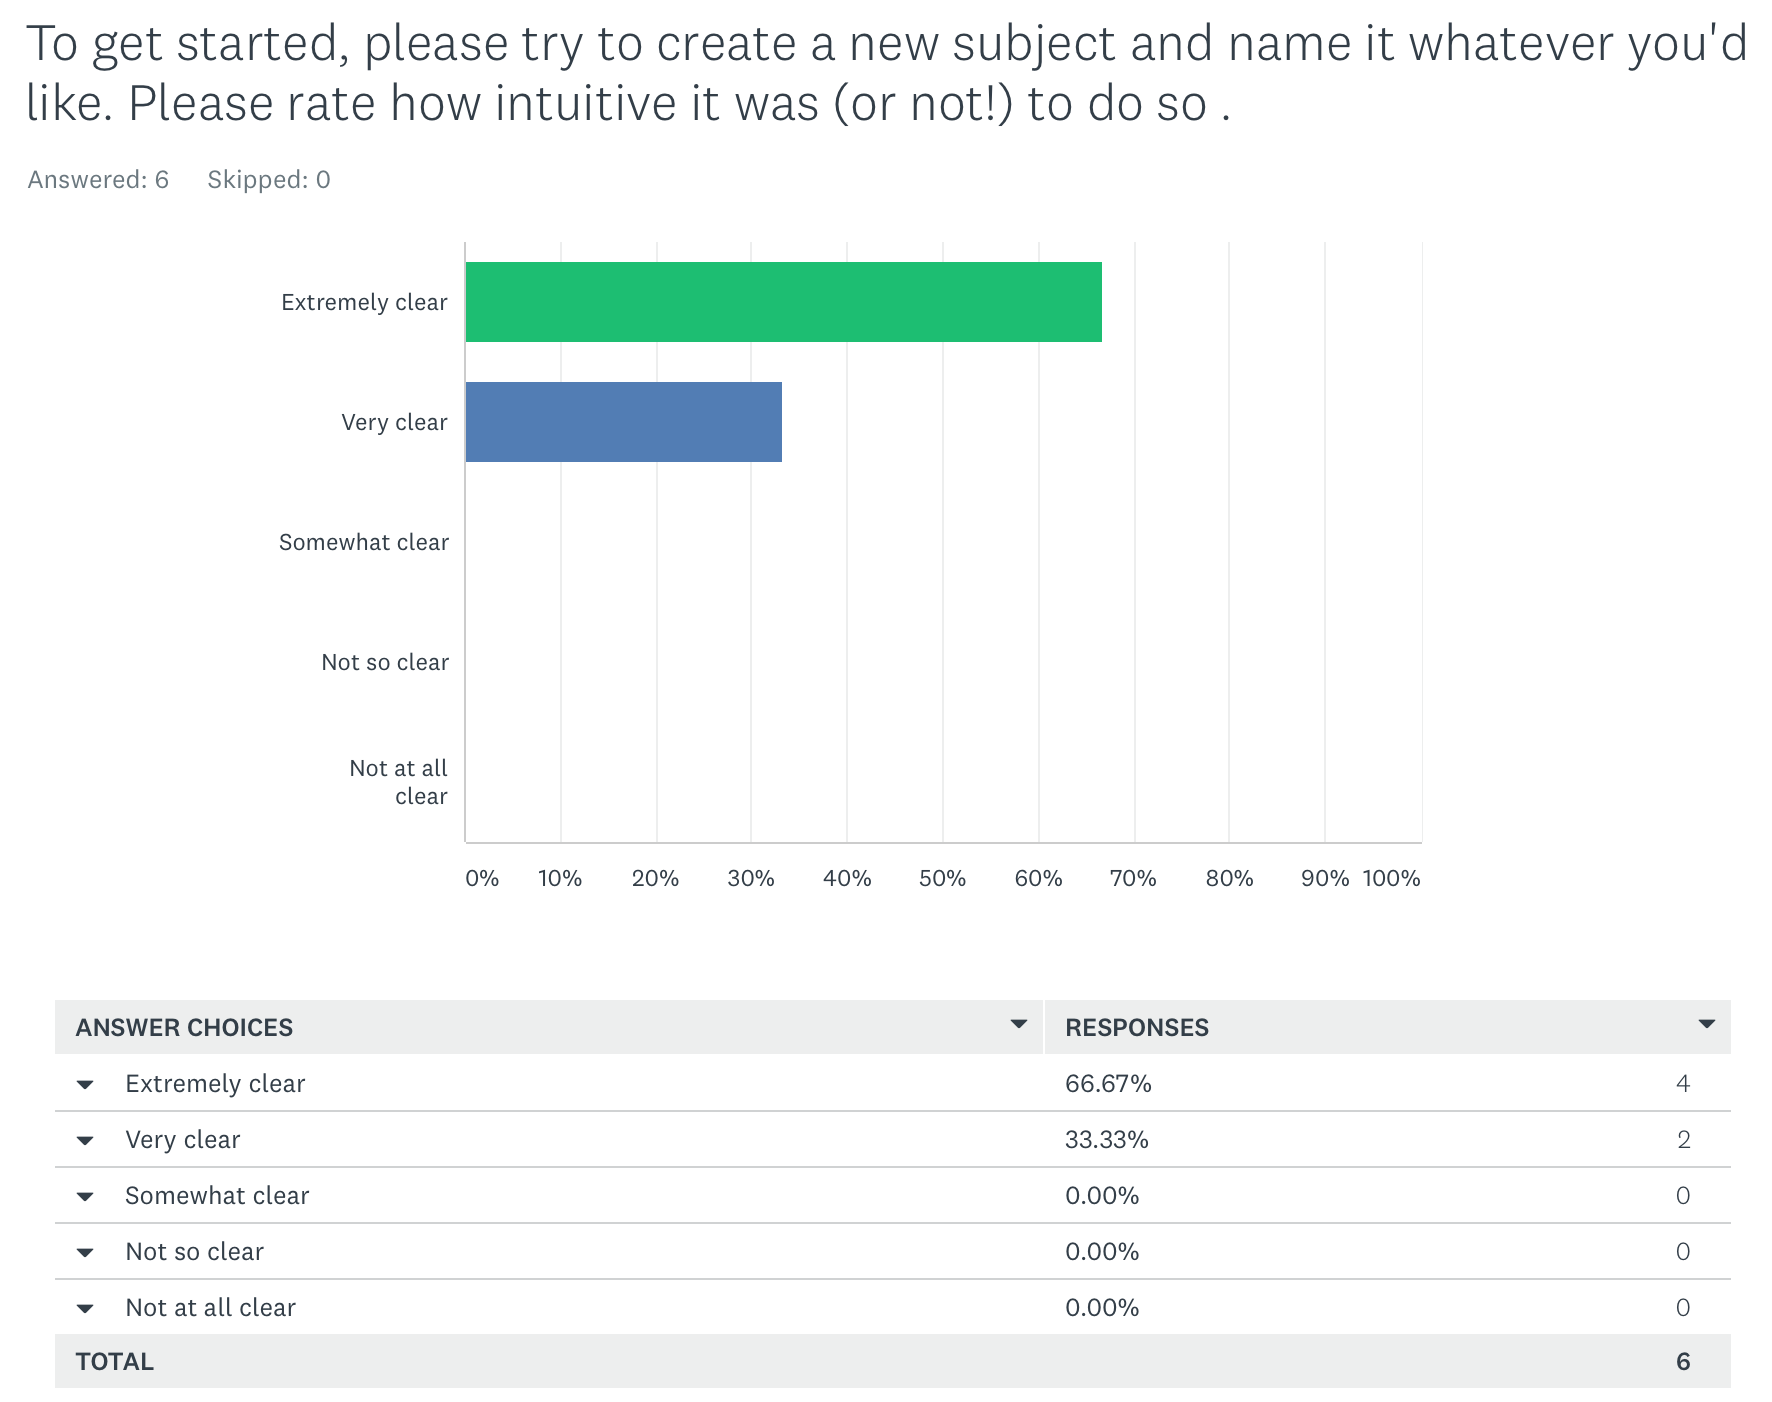 To get started, please try to create a new subject and name it whatever you'd
like. Please rate how intuitive it was (or not!) to do so .
Answered: 6 Skipped: 0
Extremely clear
Very clear
Somewhat clear
Not so clear
Not at all
clear
0% 10% 20% 30% 40% 50% 60% 70% 80% 90% 100%
ANSWER CHOICES RESPONSES
Extremely clear 66.67% 4
Very clear 33.33% 2
Somewhat clear 0.00% 0
Not so clear 0.00% 0
Not at all clear 0.00% 0
TOTAL 6